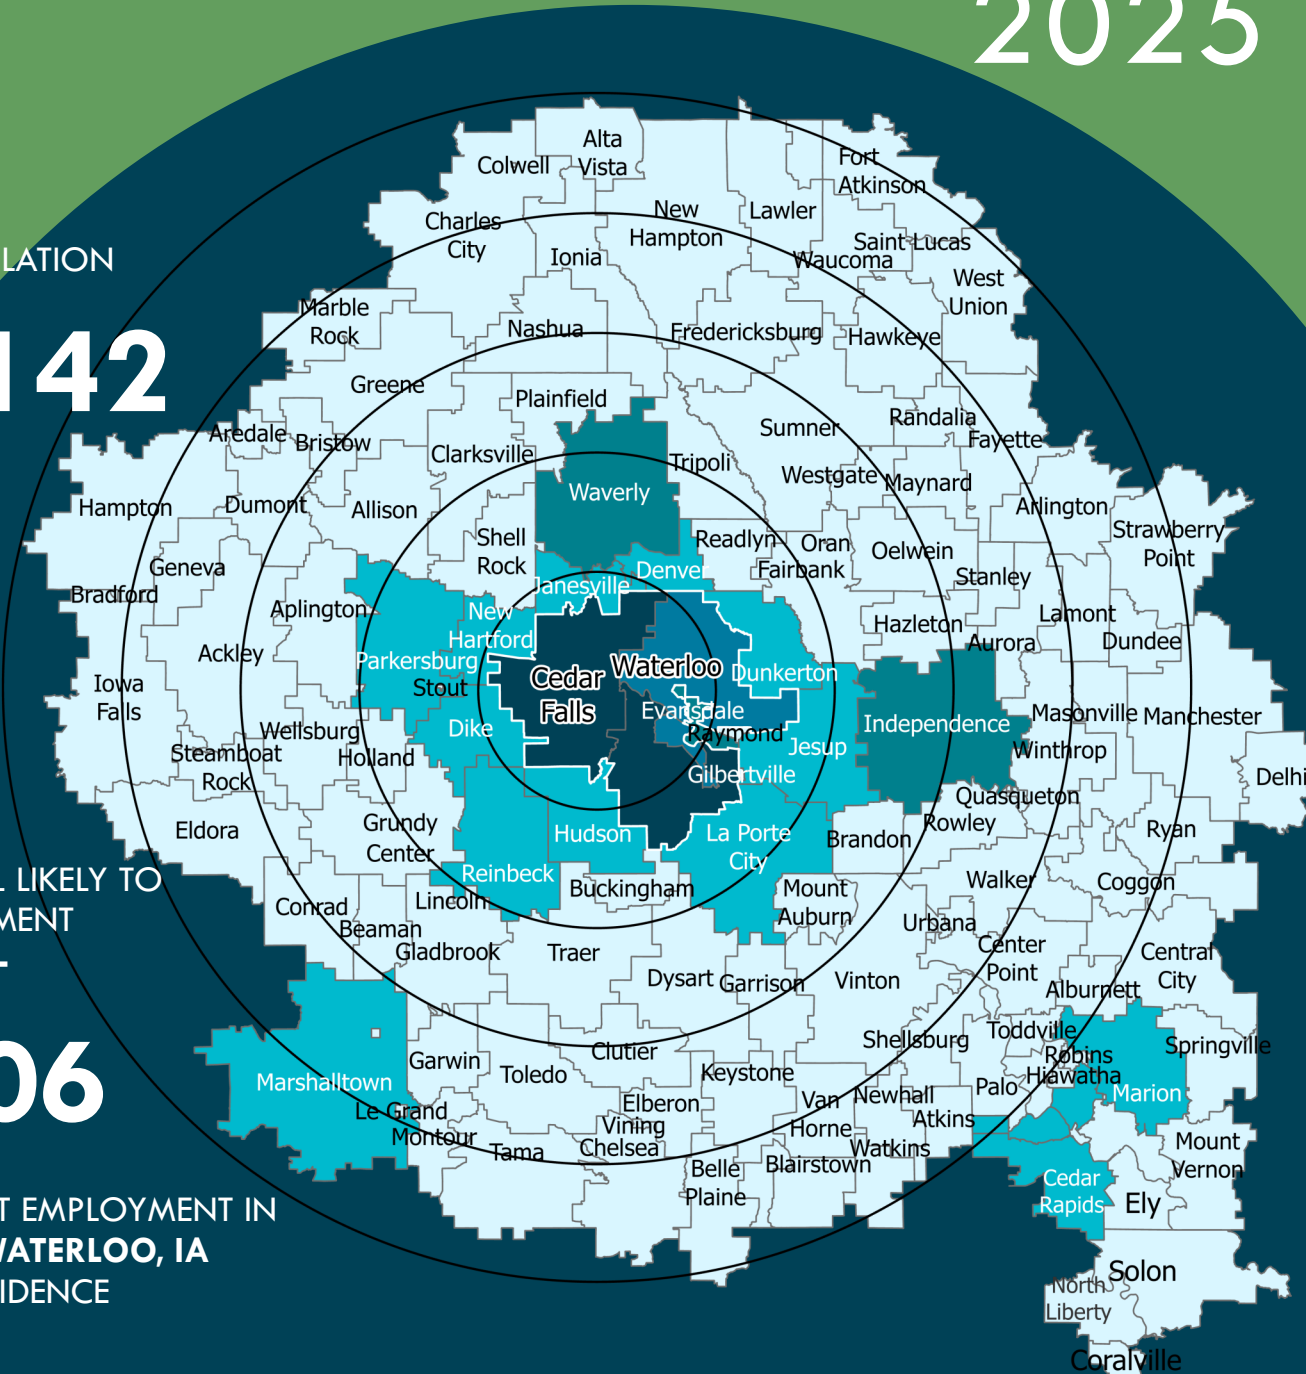 2025
LATION
142
L LIKELY TO
MENT
06
T EMPLOYMENT IN
WATERLOO, IA
IDENCE
Alta
Vista
Colwell
Fort
Atkinson
Charles
City
New
Hampton
Lawler
Ionia
Saint Lucas
Waucoma
West
Union
Marble
Rock
Nashua
Fredericksburg
Hawkeye
Greene
Plainfield
Sumner
Randalia
Fayette
Aredale
Bristow
Clarksville
Tripoli
Westgate
Maynard
Waverly
Hampton
Dumont
Allison
Arlington
Strawberry
Point
Shell
Rock
Readlyn
Oran
Fairbank
Oelwein
Geneva
Denver
Stanley
Janesville
Bradford
Aplington
New
Hartford
Hazleton
Lamont
Aurora
Dundee
Ackley
Parkersburg
Stout
Cedar
Falls
Waterloo
Dunkerton
Iowa
Falls
Evansdale
Raymond
Independence
Masonville
Manchester
Wellsburg
Dike
Jesup
Winthrop
Steamboat
Rock
Holland
Gilbertville
Delhi
Quasqueton
Eldora
Grundy
Center
Hudson
La Porte
City
Brandon
Rowley
Ryan
Reinbeck
Buckingham
Mount
Auburn
Walker
Coggon
Conrad
Lincoln
Beaman
Urbana
Gladbrook
Traer
Center
Point
Central
City
Dysart
Garrison
Vinton
Alburnett
Shellsburg
Toddville
Robins
Springville
Garwin
Clutier
Hiawatha
Marshalltown
Toledo
Keystone
Palo
Marion
Le Grand
Elberon
Van
Horne
Newhall
Atkins
Montour
Vining
Chelsea
Tama
Watkins
Mount
Vernon
Belle
Plaine
Blairstown
Cedar
Rapids
Ely
Solon
North
Liberty
Coralville